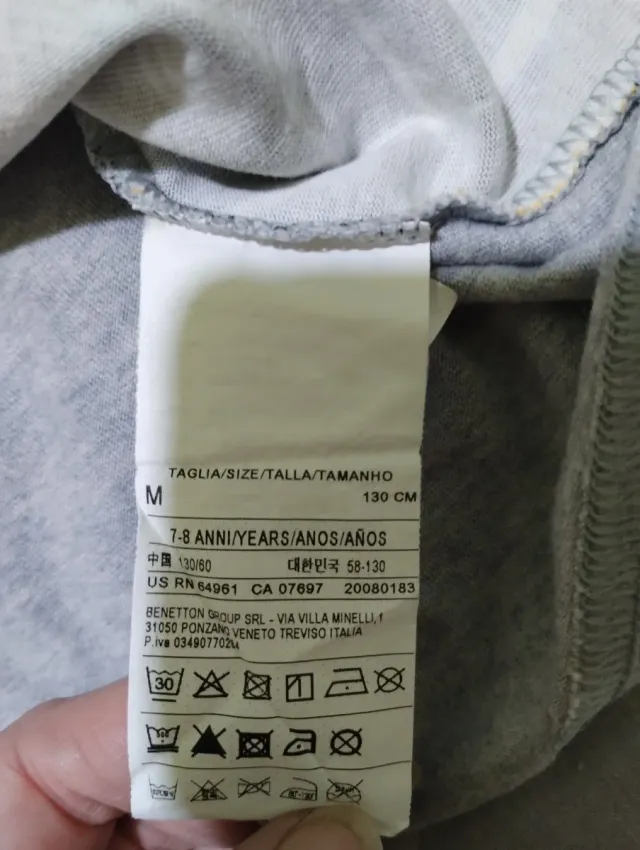 TAGLIA/SIZE/TALLA/TAMANHO
M 130 CM
7-8 ANNI/YEARS/ANOS/AÑOS
中国 130/60 대한민국 58-130
US RN 64961 CA 07697 20080183
BENETTON GROUP SRL - VIA VILLA MINELLI,1
31050 PONZANO VENETO TREVISO ITALIA
P.iva
30